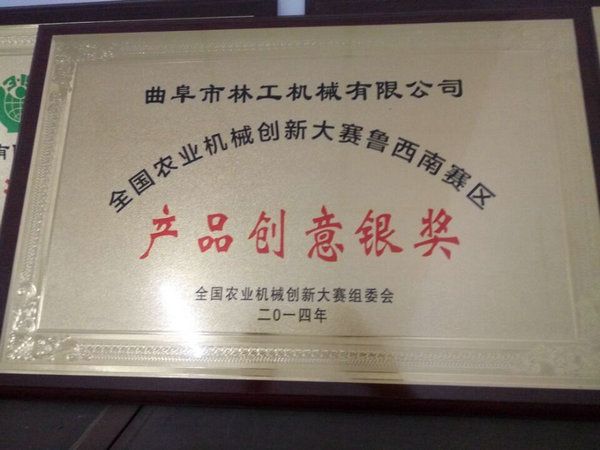 曲阜市林工机械有限公司
全国农业机械创新大赛鲁西南赛区
产品创意银奖
全国农业机械创新大赛组委会
二〇一四年